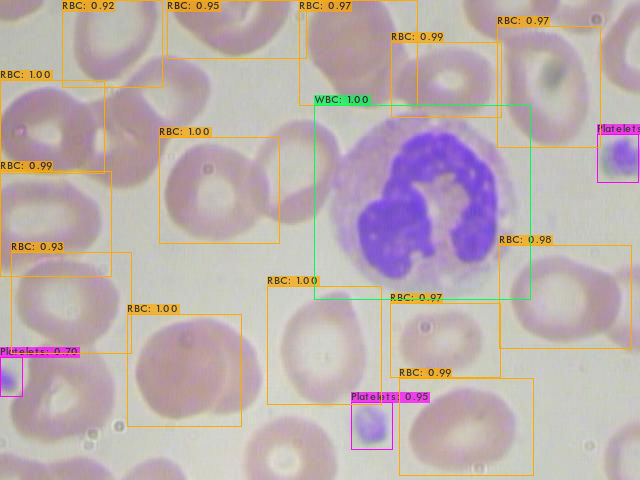 RBC: 0.92
RBC: 0.95
RBC: 0.97
RBC: 0.97
RBC: 0.99
RBC: 1.00
WBC: 1.00
RBC: 1.00
Platelets
RBC: 0.99
RBC: 0.98
RBC: 0.93
RBC: 1.00
RBC: 0.97
RBC: 1.00
Platelets: 0.70
RBC: 0.99
Platelets: 0.95